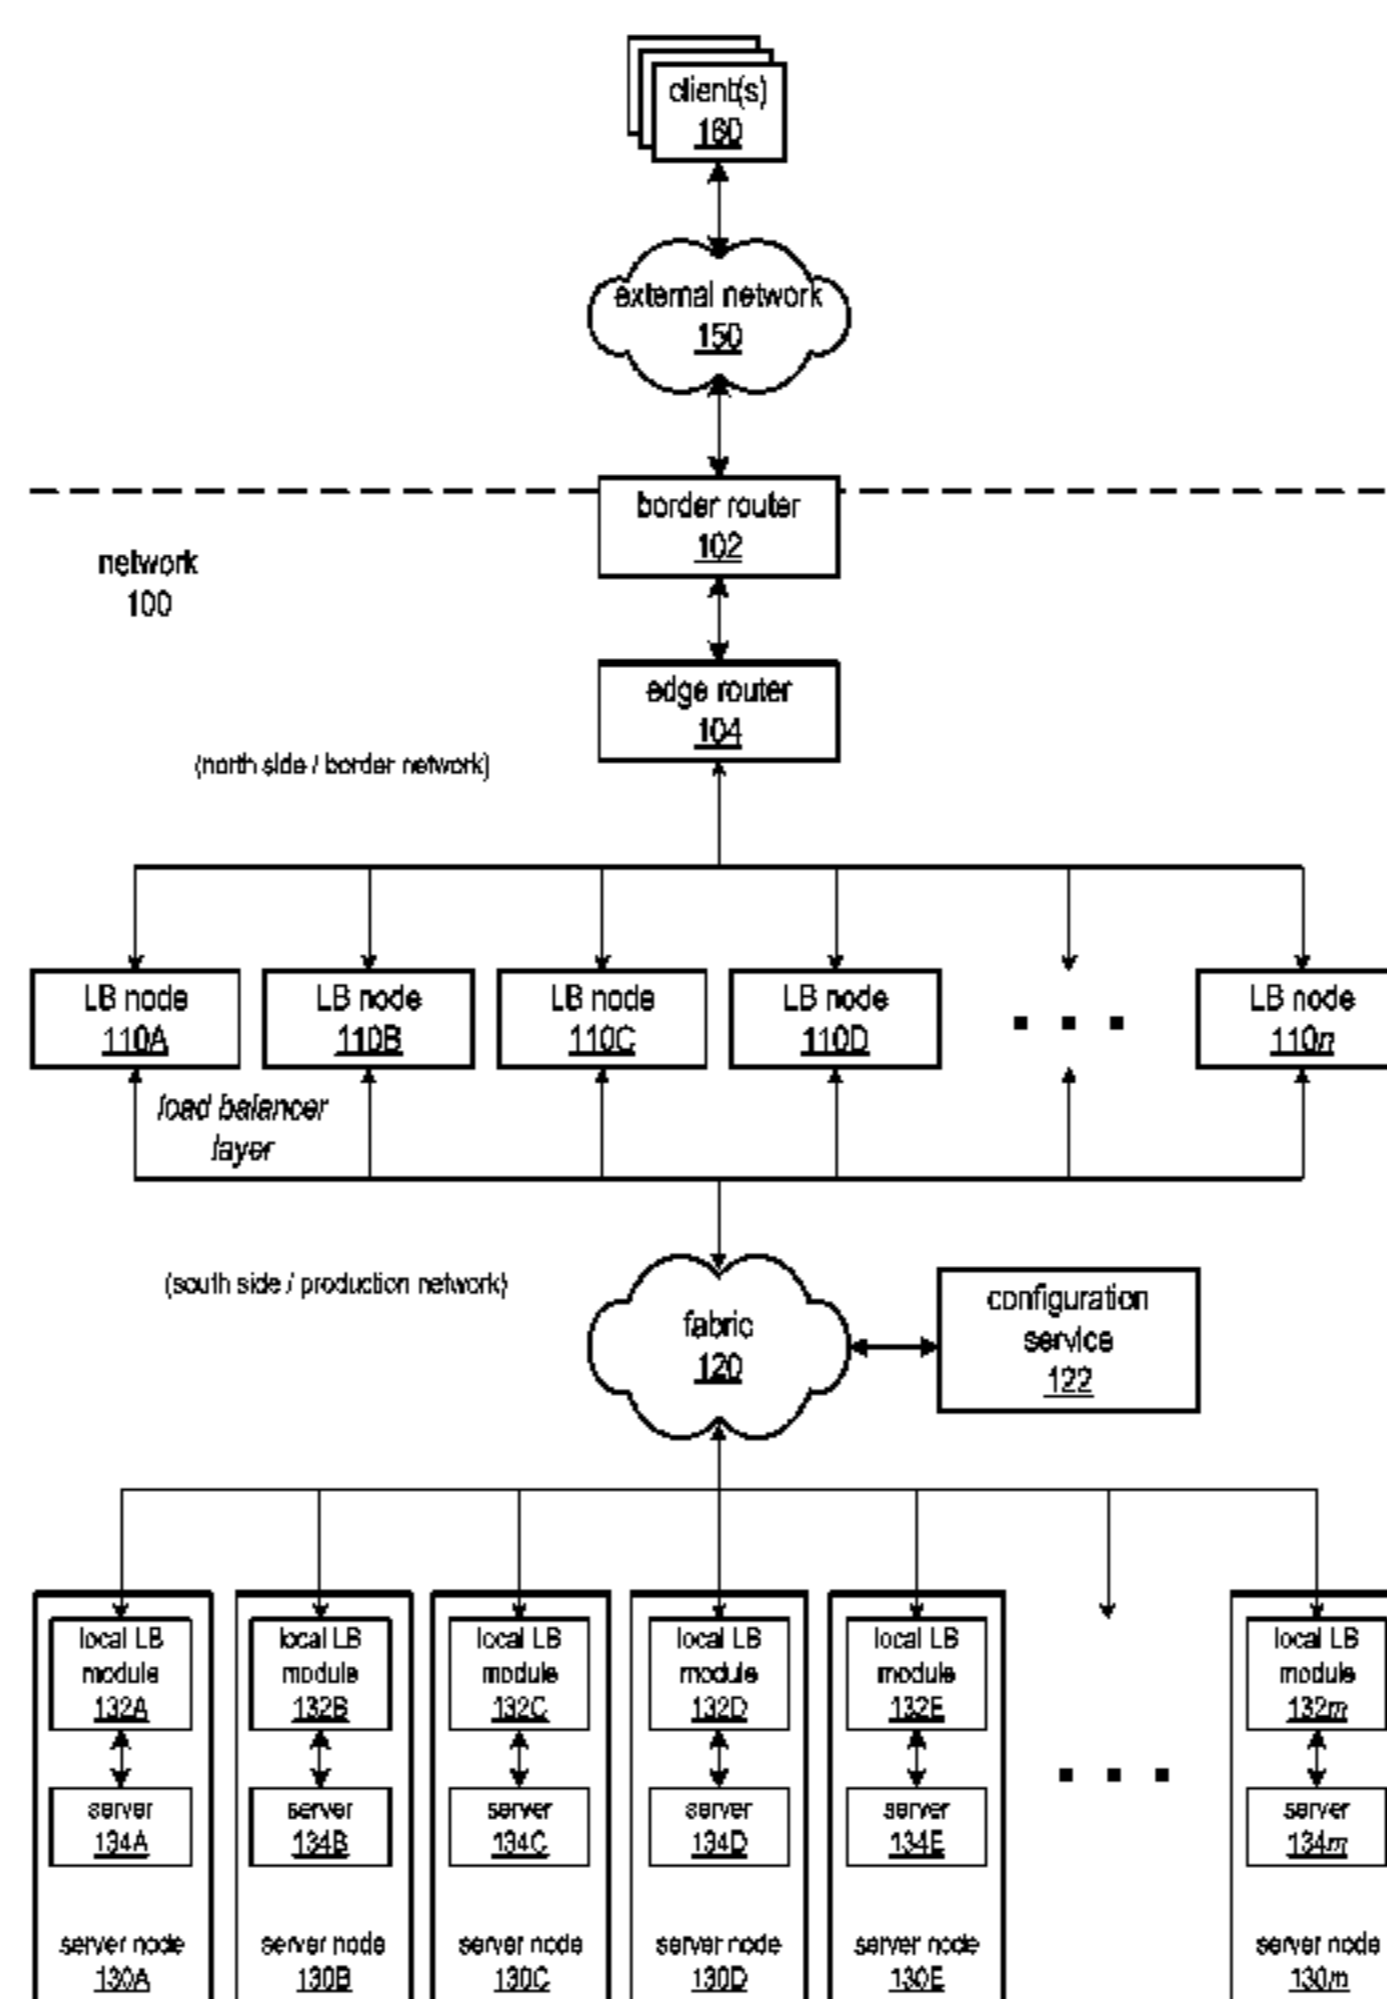 client(s)
160
external network
150
border router
102
network
100
edge router
104
(north side / border network)
LB node
110A
LB node
110B
LB node
110C
LB node
110D
LB node
110n
load balancer
layer
(south side / production network)
fabric
120
configuration
service
122
local LB
module
132A
local LB
module
132B
local LB
module
132C
local LB
module
132D
local LB
module
132E
local LB
module
132m
server
134A
server
134B
server
134C
server
134D
server
134E
server
134m
server node
130A
server node
130B
server node
130C
server node
130D
server node
130E
server node
130m